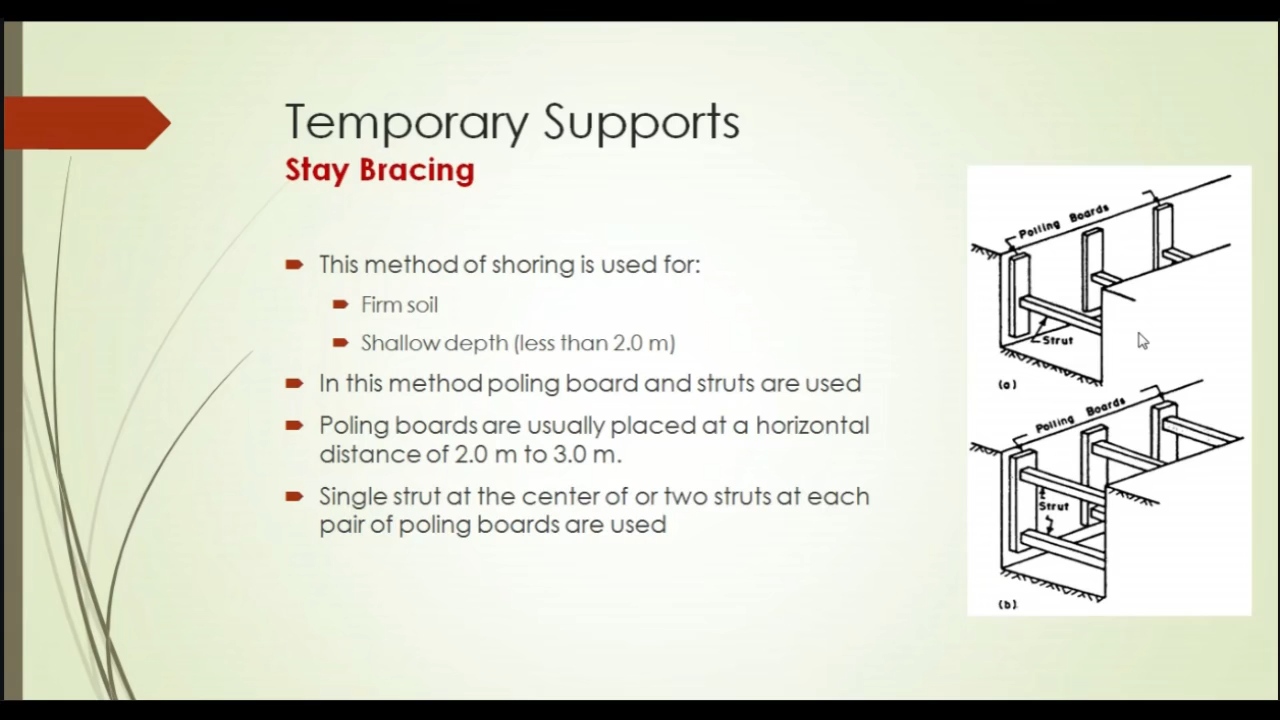 Temporary Supports
Stay Bracing
This method of shoring is used for:
Firm soil
Shallow depth (less than 2.0 m)
In this method poling board and struts are used
Poling boards are usually placed at a horizontal
distance of 2.0 m to 3.0 m.
Single strut at the center of or two struts at each
pair of poling boards are used
Polling Boards
Strut
(a)
Polling Boards
Strut
(b)